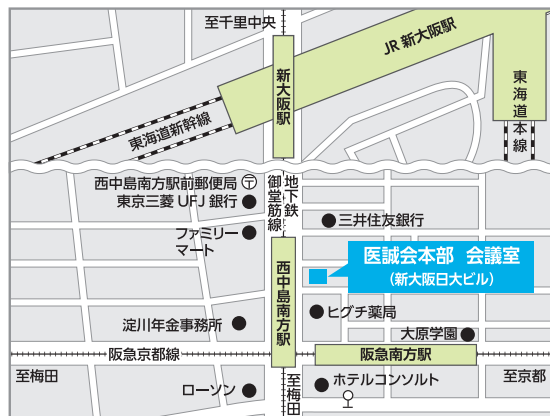 至千里中央
JR 新大阪駅
新大阪駅
東海道本線
東海道新幹線
西中島南方駅前郵便局 〒
東京三菱 UFJ 銀行
地下鉄
御堂筋線
三井住友銀行
ファミリー
マート
医誠会本部 会議室
(新大阪日大ビル)
西中島南方駅
ヒグチ薬局
淀川年金事務所
大原学園
阪急京都線
阪急南方駅
至梅田
至京都
ローソン
至梅田
ホテルコンソルト